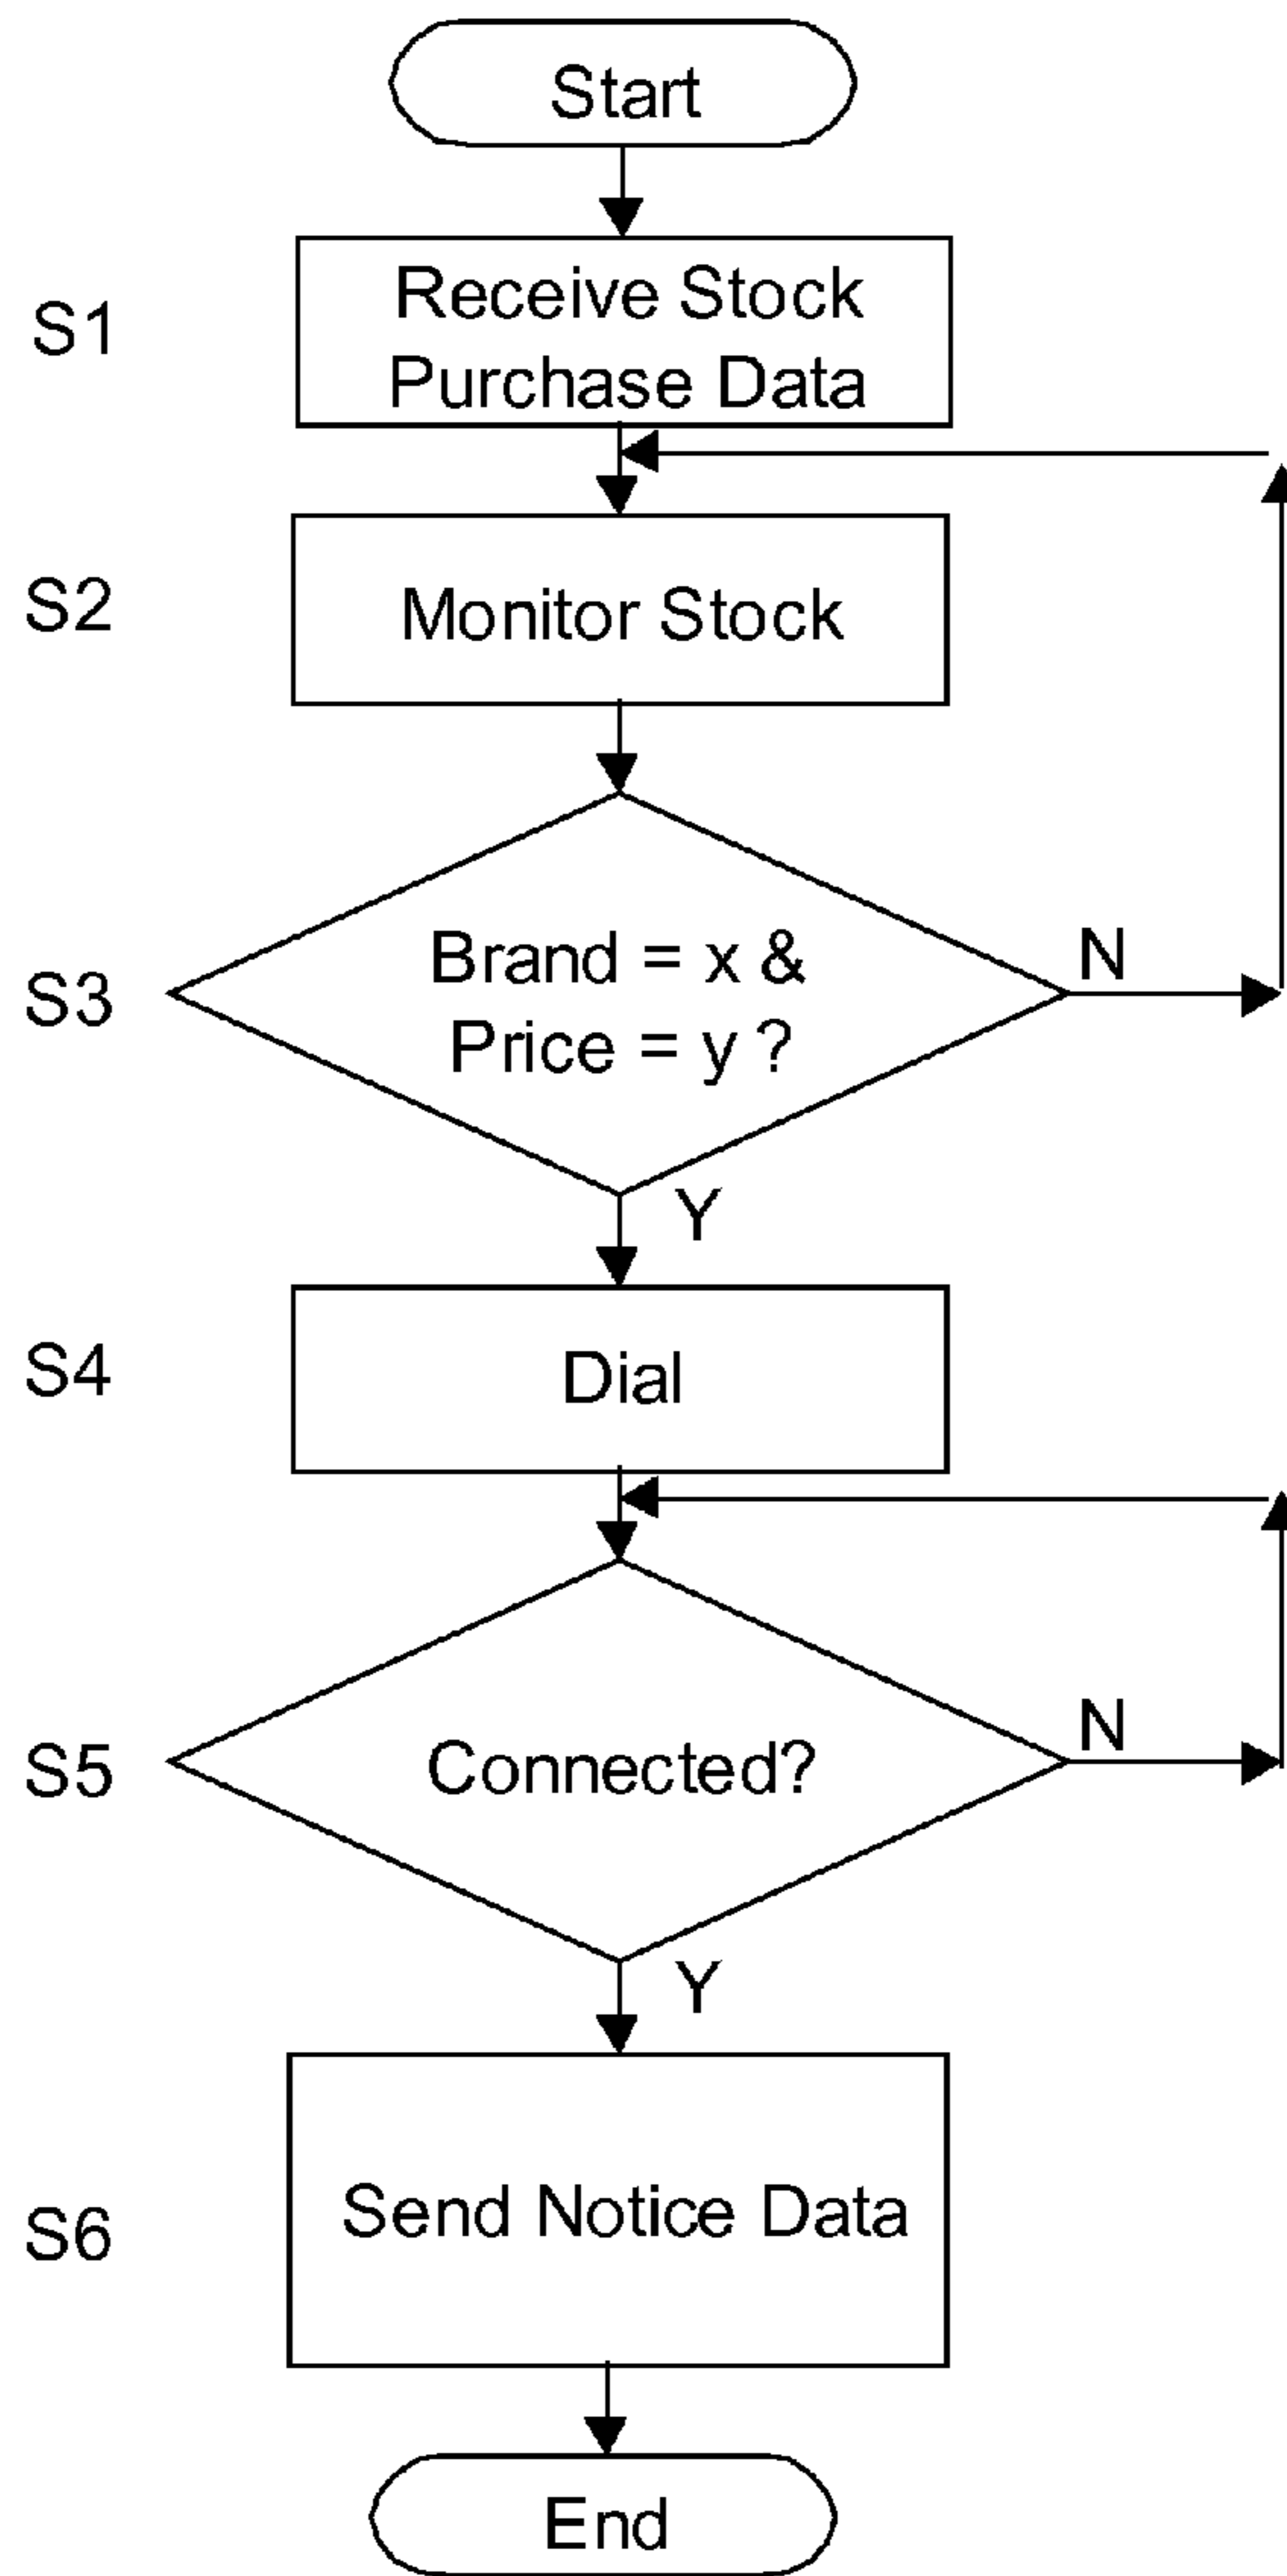 Start
S1
Receive Stock
Purchase Data
S2
Monitor Stock
S3
Brand = x &
Price = y ?
N
Y
S4
Dial
S5
Connected?
N
Y
S6
Send Notice Data
End